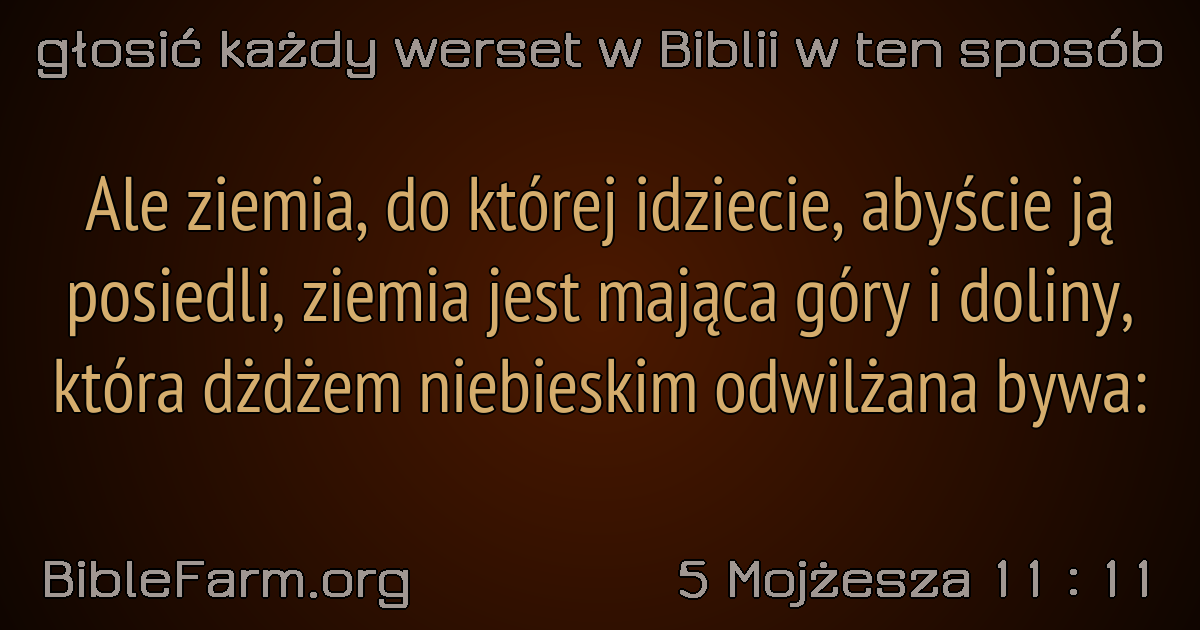 głosić każdy werset w Biblii w ten sposób
Ale ziemia, do której idziecie, abyście ją
posiedli, ziemia jest mająca góry i doliny,
która dżdżem niebieskim odwilżana bywa:
BibleFarm.org
5 Mojżesza 11 : 11